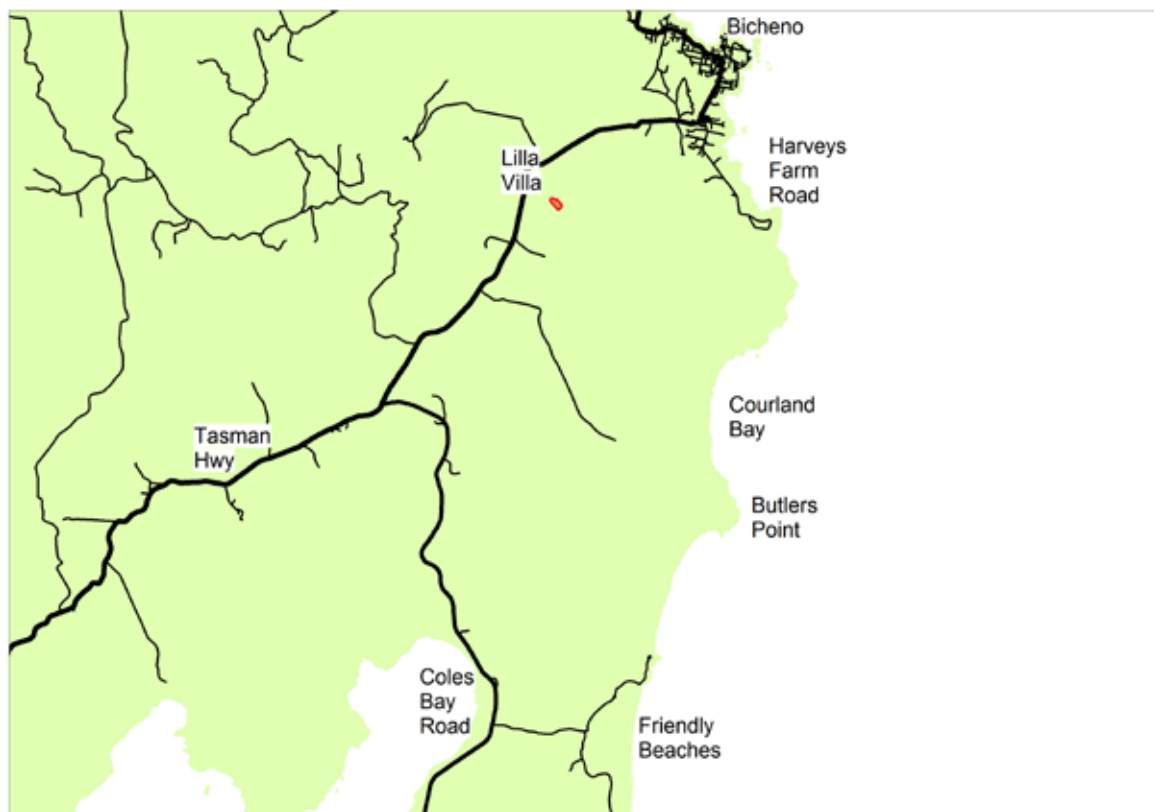 Bicheno
Harveys
Farm
Road
Lilla
Villa
Courland
Bay
Tasman
Hwy
Butlers
Point
Coles
Bay
Road
Friendly
Beaches